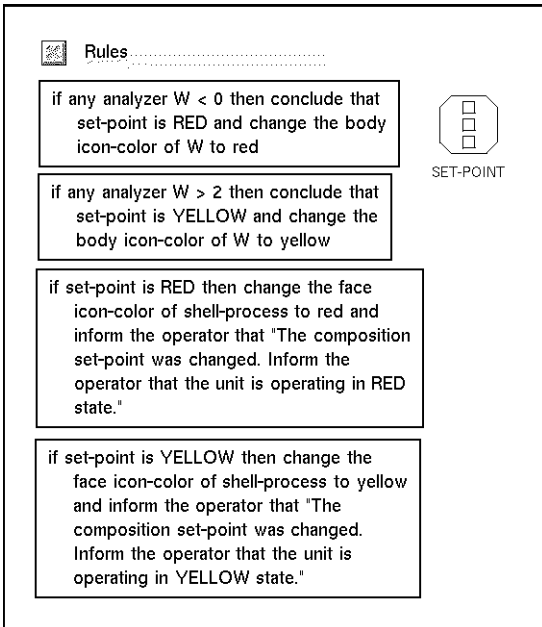 Rules
if any analyzer W < 0 then conclude that
set-point is RED and change the body
icon-color of W to red
SET-POINT
if any analyzer W > 2 then conclude that
set-point is YELLOW and change the
body icon-color of W to yellow
if set-point is RED then change the face
icon-color of shell-process to red and
inform the operator that "The composition
set-point was changed. Inform the
operator that the unit is operating in RED
state."
if set-point is YELLOW then change the
face icon-color of shell-process to yellow
and inform the operator that "The
composition set-point was changed.
Inform the operator that the unit is
operating in YELLOW state."